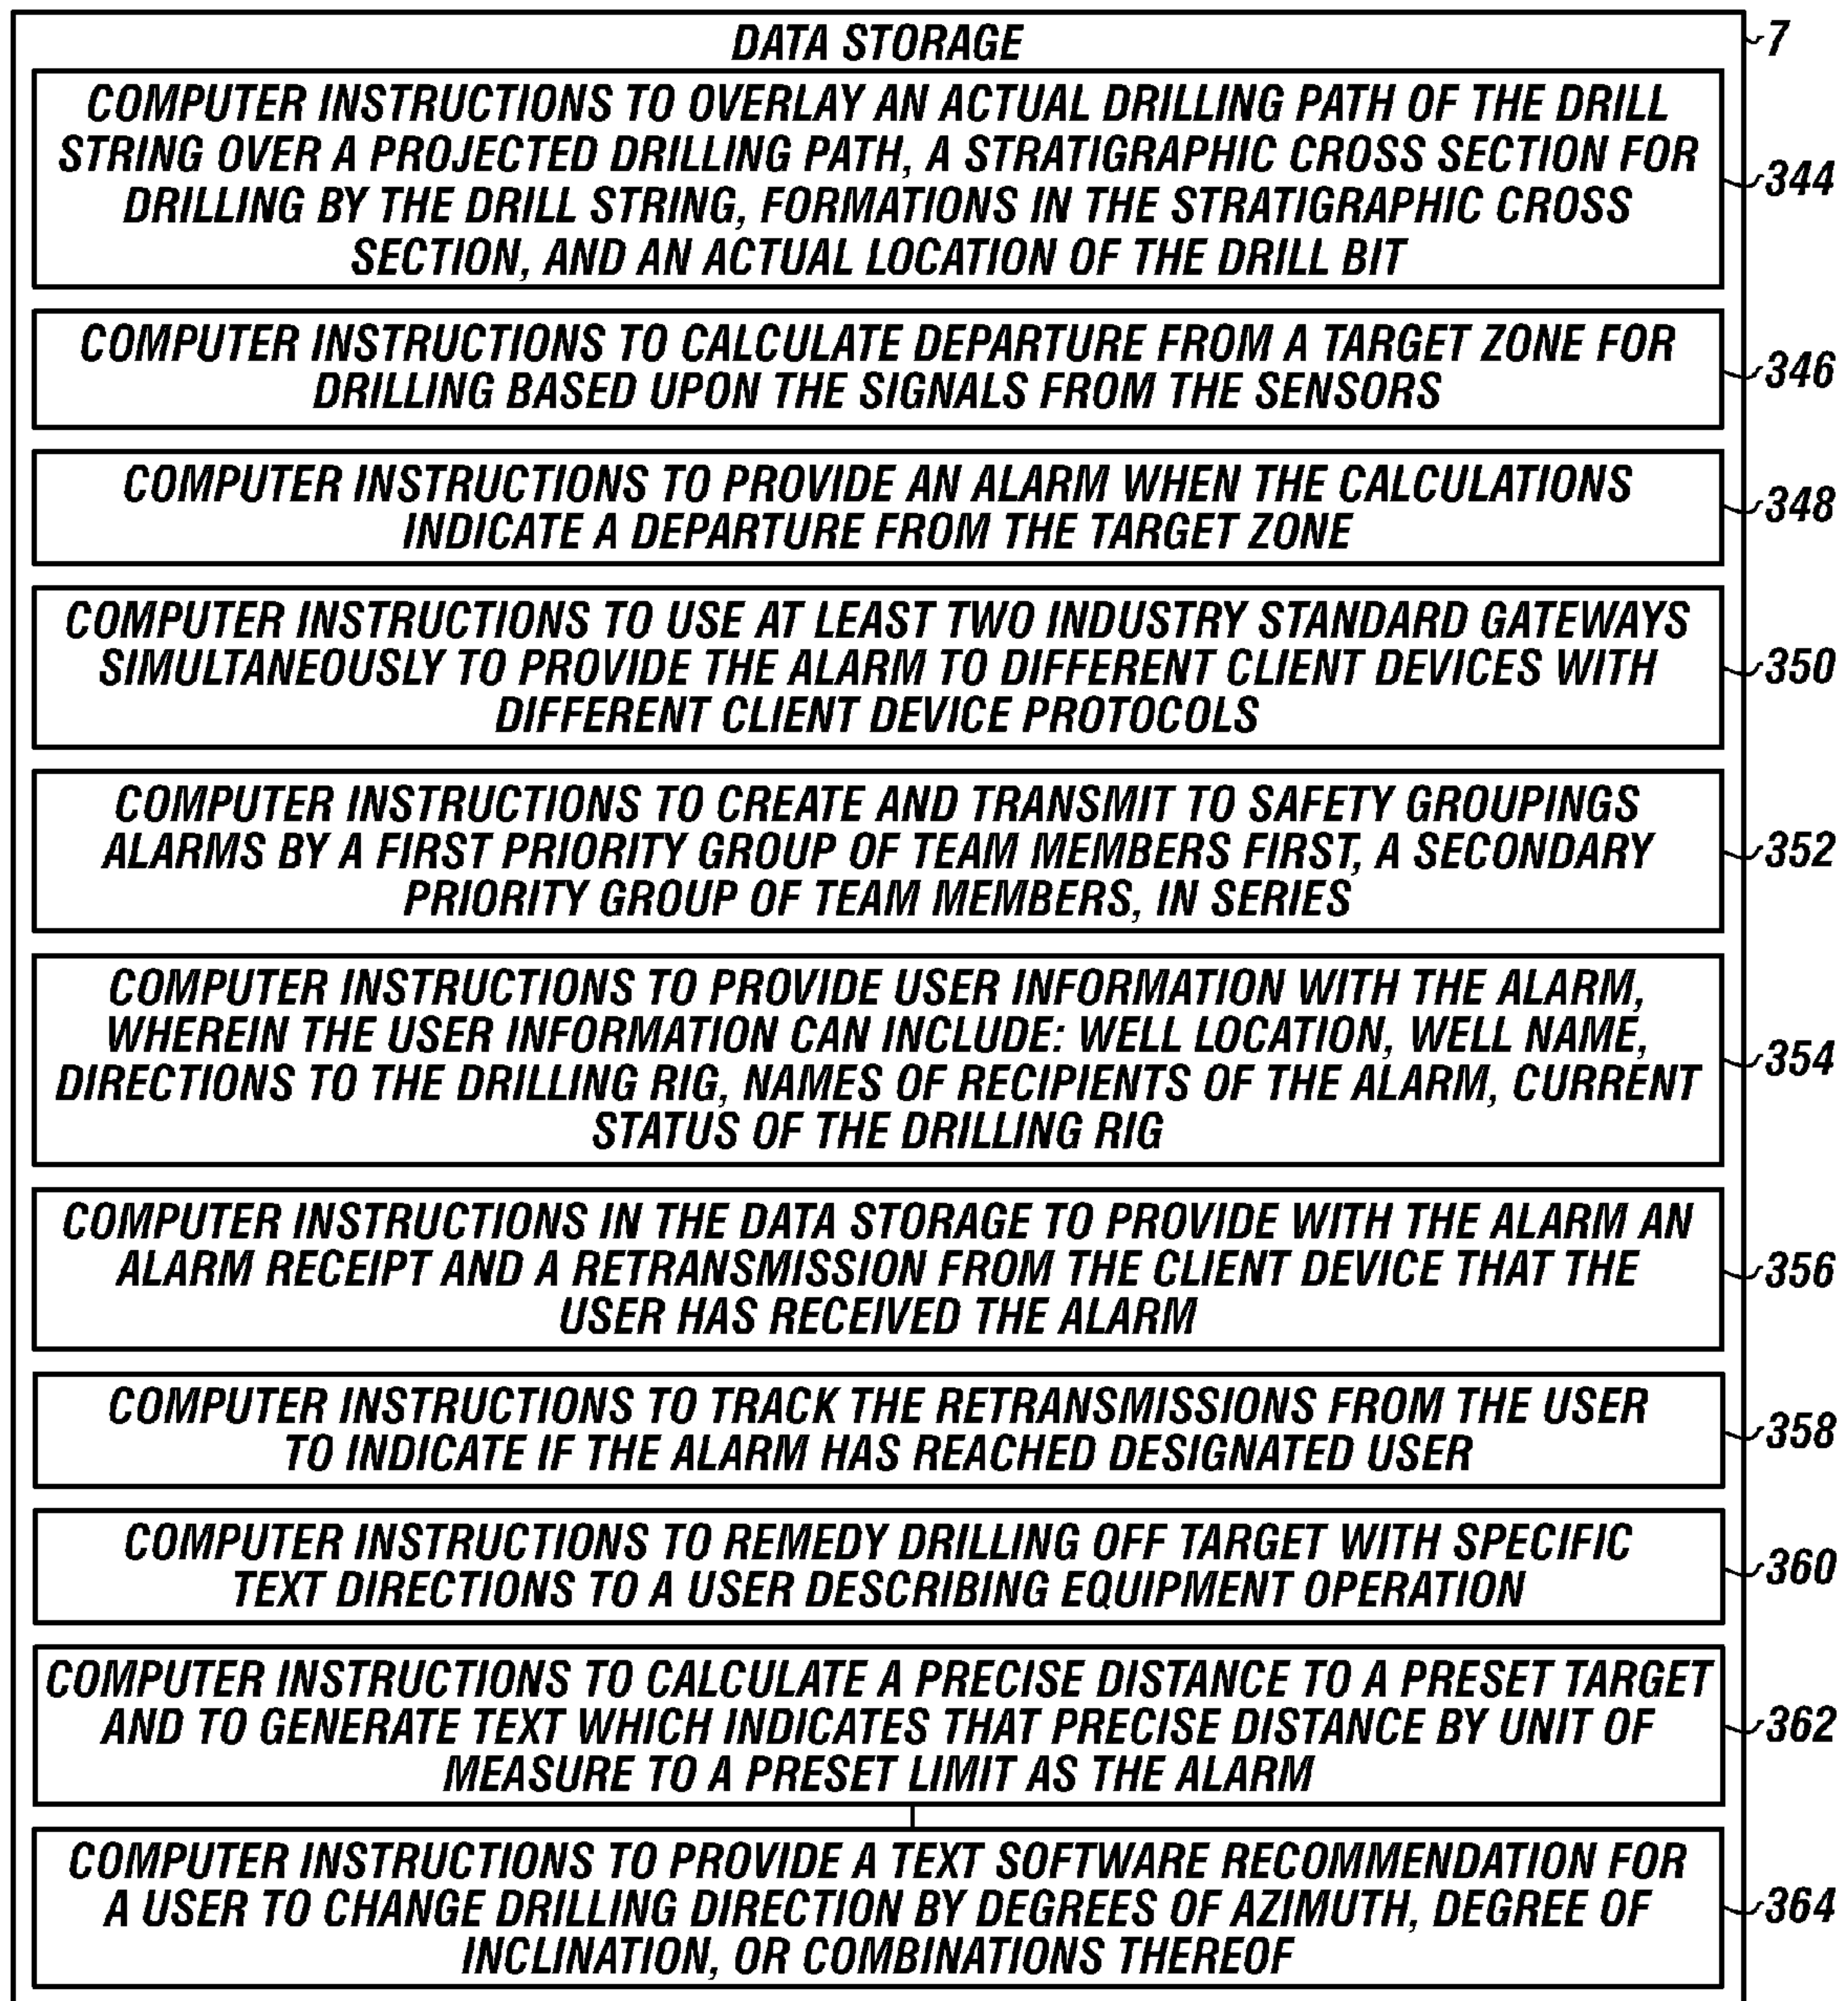 DATA STORAGE
7
COMPUTER INSTRUCTIONS TO OVERLAY AN ACTUAL DRILLING PATH OF THE DRILL
STRING OVER A PROJECTED DRILLING PATH, A STRATIGRAPHIC CROSS SECTION FOR
DRILLING BY THE DRILL STRING, FORMATIONS IN THE STRATIGRAPHIC CROSS
SECTION, AND AN ACTUAL LOCATION OF THE DRILL BIT
344
COMPUTER INSTRUCTIONS TO CALCULATE DEPARTURE FROM A TARGET ZONE FOR
DRILLING BASED UPON THE SIGNALS FROM THE SENSORS
346
COMPUTER INSTRUCTIONS TO PROVIDE AN ALARM WHEN THE CALCULATIONS
INDICATE A DEPARTURE FROM THE TARGET ZONE
348
COMPUTER INSTRUCTIONS TO USE AT LEAST TWO INDUSTRY STANDARD GATEWAYS
SIMULTANEOUSLY TO PROVIDE THE ALARM TO DIFFERENT CLIENT DEVICES WITH
DIFFERENT CLIENT DEVICE PROTOCOLS
350
COMPUTER INSTRUCTIONS TO CREATE AND TRANSMIT TO SAFETY GROUPINGS
ALARMS BY A FIRST PRIORITY GROUP OF TEAM MEMBERS FIRST, A SECONDARY
PRIORITY GROUP OF TEAM MEMBERS, IN SERIES
352
COMPUTER INSTRUCTIONS TO PROVIDE USER INFORMATION WITH THE ALARM,
WHEREIN THE USER INFORMATION CAN INCLUDE: WELL LOCATION, WELL NAME,
DIRECTIONS TO THE DRILLING RIG, NAMES OF RECIPIENTS OF THE ALARM, CURRENT
STATUS OF THE DRILLING RIG
354
COMPUTER INSTRUCTIONS IN THE DATA STORAGE TO PROVIDE WITH THE ALARM AN
ALARM RECEIPT AND A RETRANSMISSION FROM THE CLIENT DEVICE THAT THE
USER HAS RECEIVED THE ALARM
356
COMPUTER INSTRUCTIONS TO TRACK THE RETRANSMISSIONS FROM THE USER
TO INDICATE IF THE ALARM HAS REACHED DESIGNATED USER
358
COMPUTER INSTRUCTIONS TO REMEDY DRILLING OFF TARGET WITH SPECIFIC
TEXT DIRECTIONS TO A USER DESCRIBING EQUIPMENT OPERATION
360
COMPUTER INSTRUCTIONS TO CALCULATE A PRECISE DISTANCE TO A PRESET TARGET
AND TO GENERATE TEXT WHICH INDICATES THAT PRECISE DISTANCE BY UNIT OF
MEASURE TO A PRESET LIMIT AS THE ALARM
362
COMPUTER INSTRUCTIONS TO PROVIDE A TEXT SOFTWARE RECOMMENDATION FOR
A USER TO CHANGE DRILLING DIRECTION BY DEGREES OF AZIMUTH, DEGREE OF
INCLINATION, OR COMBINATIONS THEREOF
364